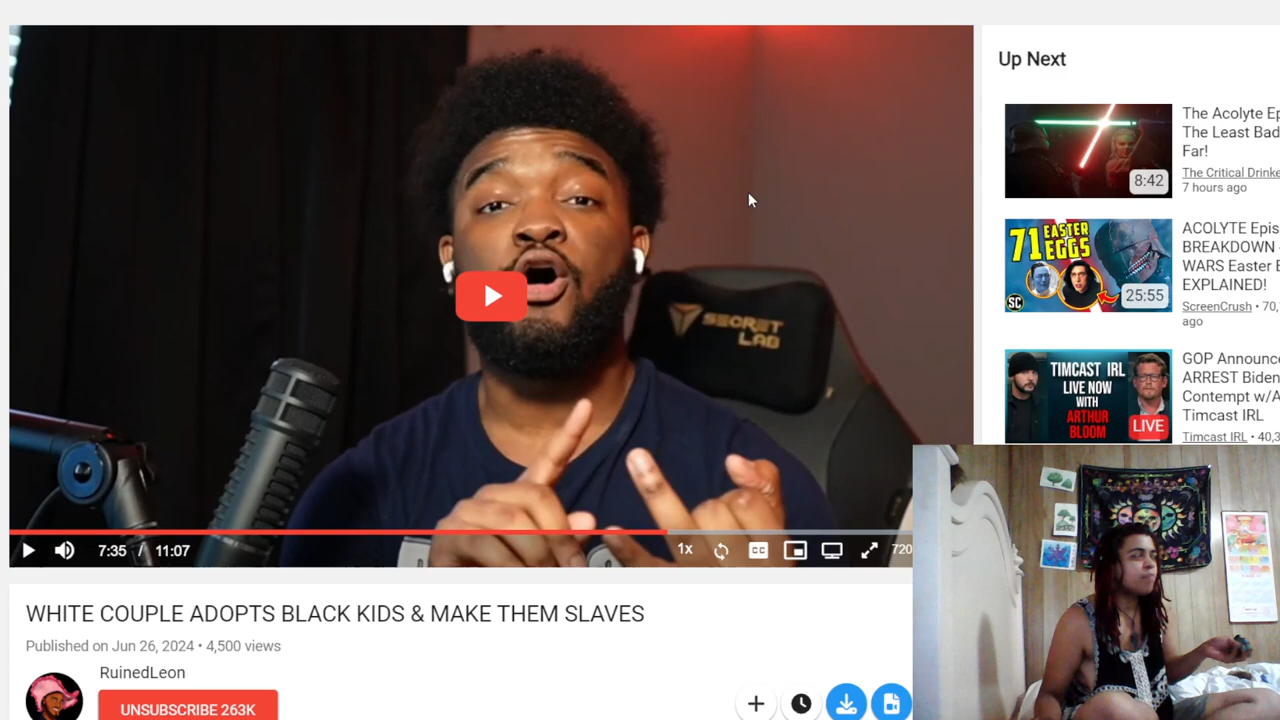 SECRET
LAB
7:35 / 11:07
1x
CC
720
WHITE COUPLE ADOPTS BLACK KIDS & MAKE THEM SLAVES
Published on Jun 26, 2024 • 4,500 views
RuinedLeon
UNSUBSCRIBE 263K
Up Next
8:42
The Acolyte Ep
The Least Bad
Far!
The Critical Drinke
7 hours ago
71 EASTER
EGGS
SC
25:55
ACOLYTE Epis
BREAKDOWN
WARS Easter E
EXPLAINED!
ScreenCrush • 70,
ago
TIMCAST IRL
LIVE NOW
WITH
ARTHUR
BLOOM
LIVE
GOP Announce
ARREST Biden
Contempt w/A
Timcast IRL
Timcast IRL • 40,3